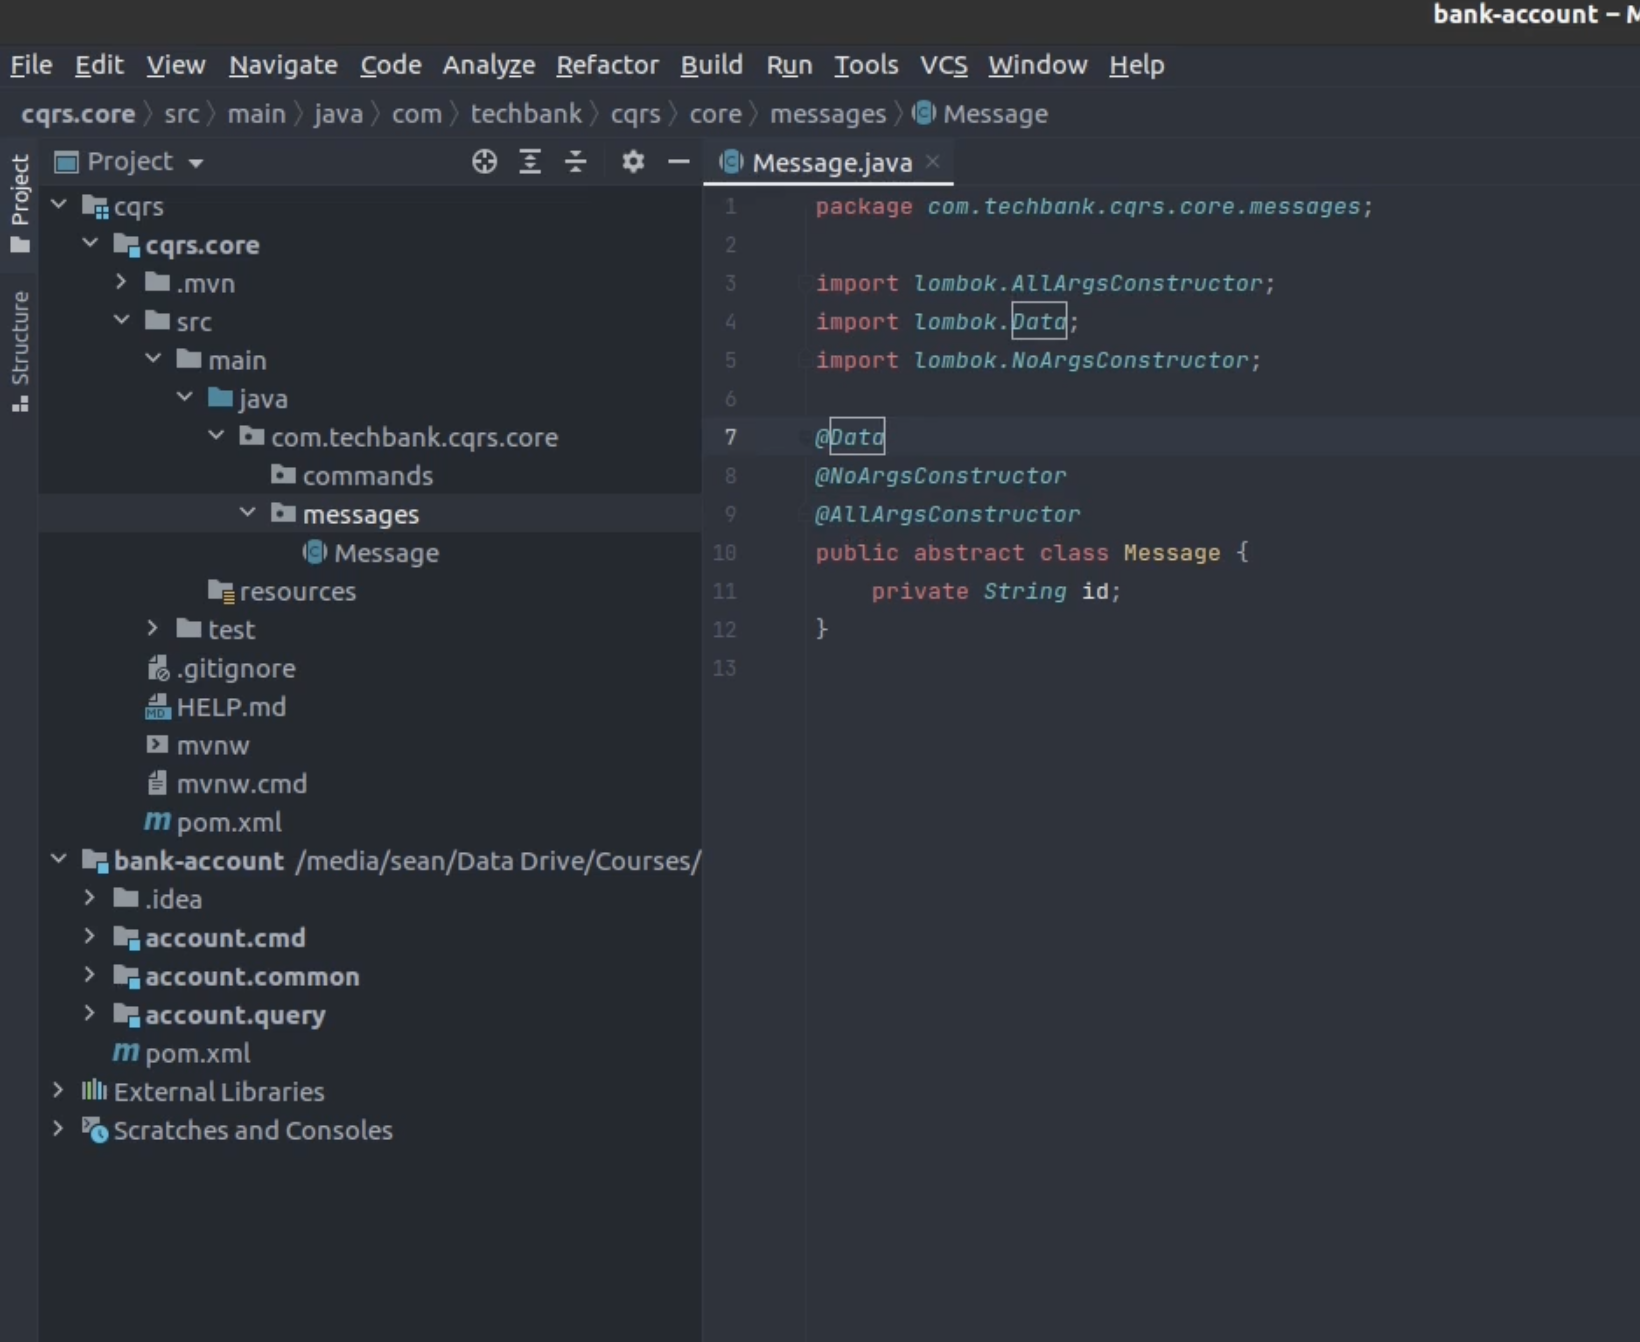 bank-account –
File Edit View Navigate Code Analyze Refactor Build Run Tools VCS Window Help
cqrs.core src main java com techbank cqrs core messages Message
Project
Structure
Project
cqrs
cqrs.core
.mvn
src
main
java
com.techbank.cqrs.core
commands
messages
Message
resources
test
.gitignore
HELP.md
mvnw
mvnw.cmd
pom.xml
bank-account /media/sean/Data Drive/Courses/
.idea
account.cmd
account.common
account.query
pom.xml
External Libraries
Scratches and Consoles
Message.java
1 package com.techbank.cqrs.core.messages;
2
3 import lombok.AllArgsConstructor;
4 import lombok.Data;
5 import lombok.NoArgsConstructor;
6
7 @Data
8 @NoArgsConstructor
9 @AllArgsConstructor
10 public abstract class Message {
11 private String id;
12 }
13